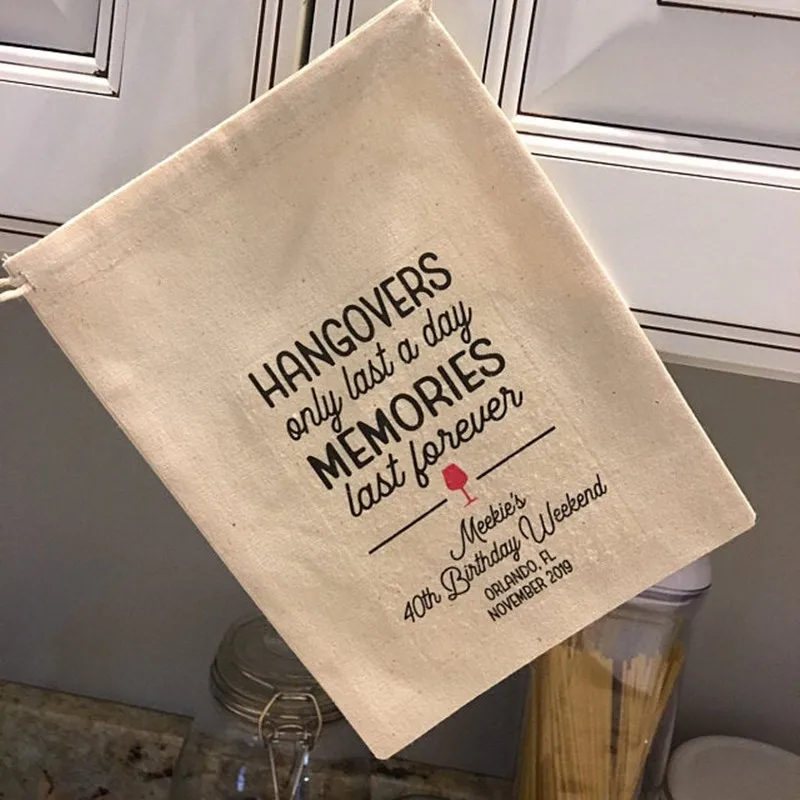 HANGOVERS
only last a day
MEMORIES
last forever
Meekie's
40th Birthday Weekend
ORLANDO, FL
NOVEMBER 2019